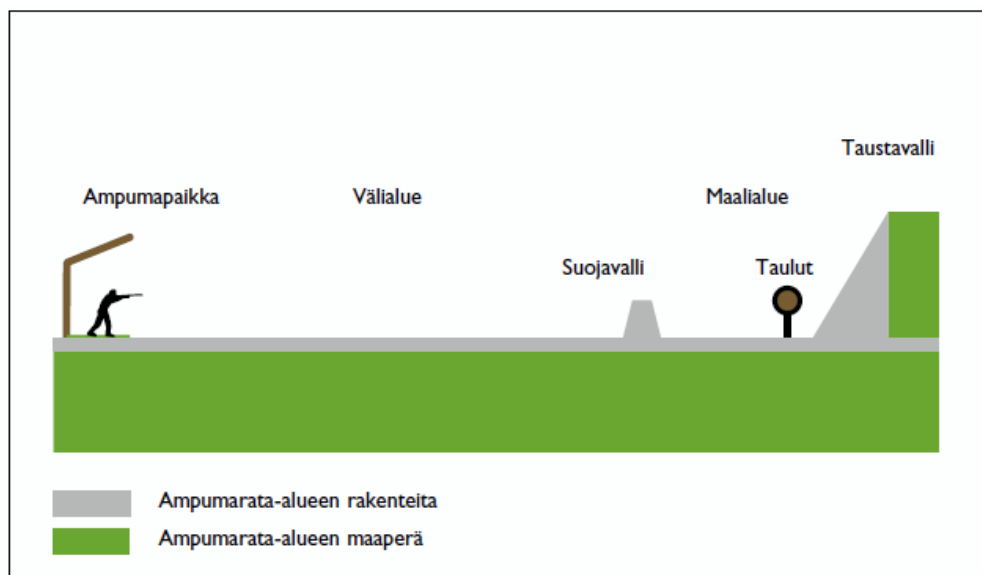 Taustavalli
Ampumapaikka
Välialue
Maalialue
Suojavalli
Taulut
Ampumarata-alueen rakenteita
Ampumarata-alueen maaperä